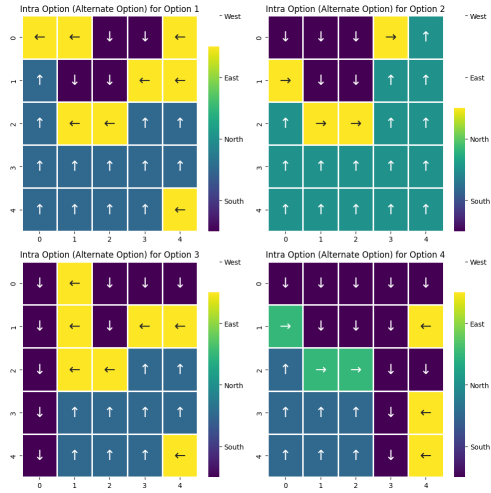 Intra Option (Alternate Option) for Option 1
← ← ↓ ↓ ←
↑ ↓ ↓ ← ←
↑ ← ← ↑ ↑
↑ ↑ ↑ ↑ ↑
↑ ↑ ↑ ↑ ←
0 1 2 3 4
0 1 2 3 4
West
East
North
South
Intra Option (Alternate Option) for Option 2
↓ ↓ ↓ → ↑
→ ↓ ↓ ↑ ↑
↑ → → ↑ ↑
↑ ↑ ↑ ↑ ↑
↑ ↑ ↑ ↑ ↑
0 1 2 3 4
0 1 2 3 4
West
East
North
South
Intra Option (Alternate Option) for Option 3
↓ ← ↓ ↓ ↓
↓ ← ↓ ← ←
↓ ← ← ↑ ↑
↓ ↑ ↑ ↑ ↑
↓ ↑ ↑ ↑ ←
0 1 2 3 4
0 1 2 3 4
West
East
North
South
Intra Option (Alternate Option) for Option 4
↓ ↓ ↓ ↓ ↓
→ ↓ ↓ ↓ ←
↑ → → ↓ ↓
↑ ↑ ↑ ↓ ←
↑ ↑ ↑ ↓ ←
0 1 2 3 4
0 1 2 3 4
West
East
North
South